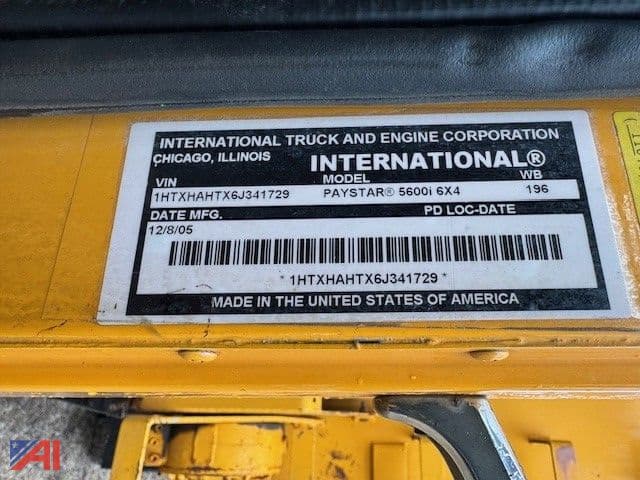 INTERNATIONAL TRUCK AND ENGINE CORPORATION
CHICAGO, ILLINOIS INTERNATIONAL®
VIN MODEL WB
1HTXHAHTX6J341729 PAYSTAR® 5600i 6X4 196
DATE MFG. PD LOC-DATE
12/8/05
* 1HTXHAHTX6J341729 *
MADE IN THE UNITED STATES OF AMERICA
AI